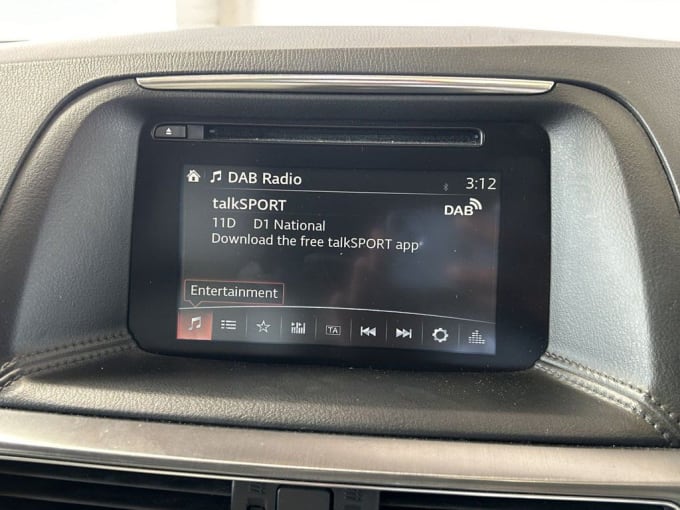 DAB Radio 3:12
talkSPORT DAB
11D D1 National
Download the free talkSPORT app
Entertainment
TA